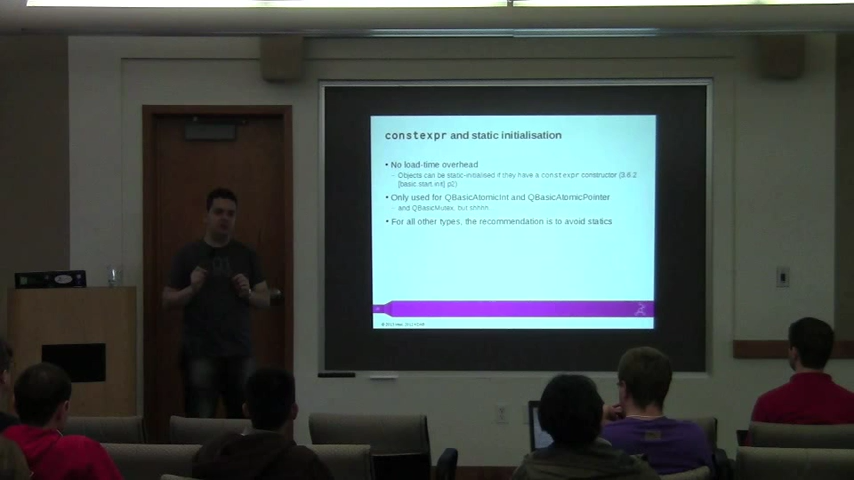 constexpr and static initialisation
• No load-time overhead
– Objects can be static-initialised if they have a constexpr constructor [3.6.2
[basic.start.init] p2)
• Only used for QBasicAtomicInt and QBasicAtomicPointer
– and QBasicMutex, but shhhh
• For all other types, the recommendation is to avoid statics